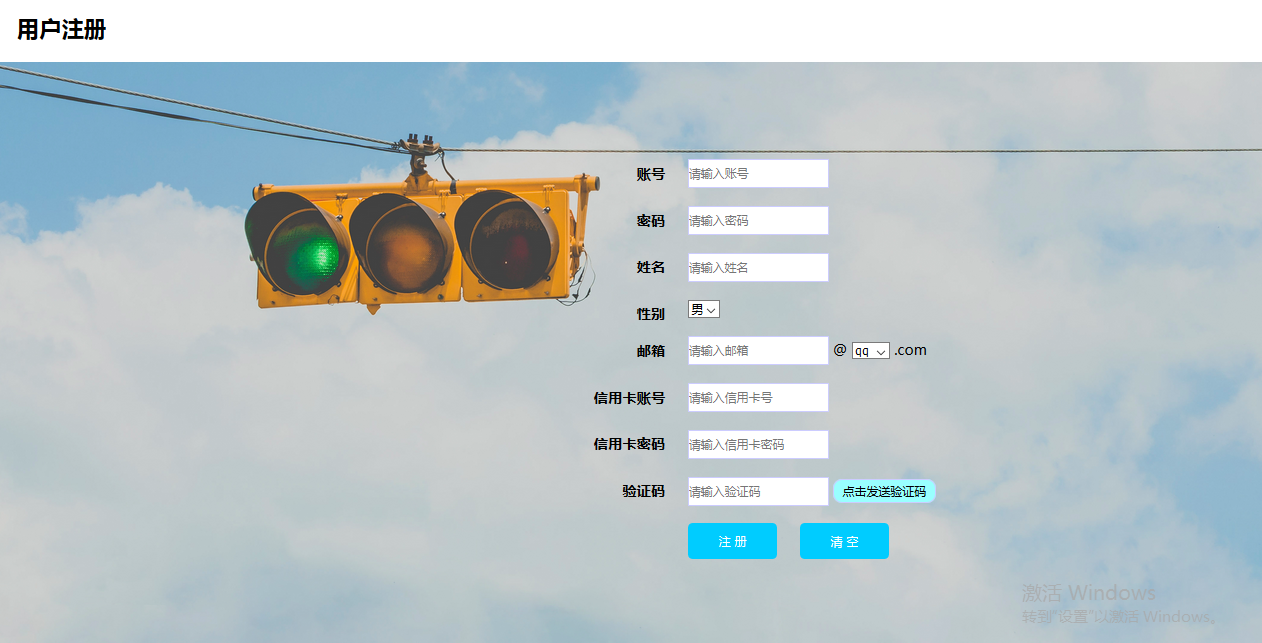 用户注册
账号 请输入账号
密码 请输入密码
姓名 请输入姓名
性别 男
邮箱 请输入邮箱 @ qq .com
信用卡账号 请输入信用卡号
信用卡密码 请输入信用卡密码
验证码 请输入验证码 点击发送验证码
注 册 清 空
激活 Windows
转到"设置"以激活 Windows。